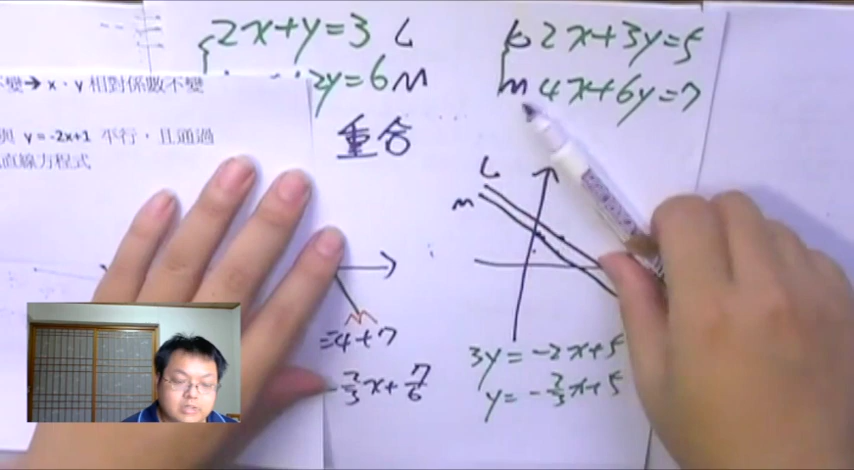 2x+y=3 L
2y=6 M
L 2x+3y=5
M 4x+6y=7
變→ x、y 相對係數不變
與 y=-2x+1 平行，且通過
直線方程式
重合
L
M
=-4+7
-2/3x+7/6
3y=-2x+5
y=-2/3x+5